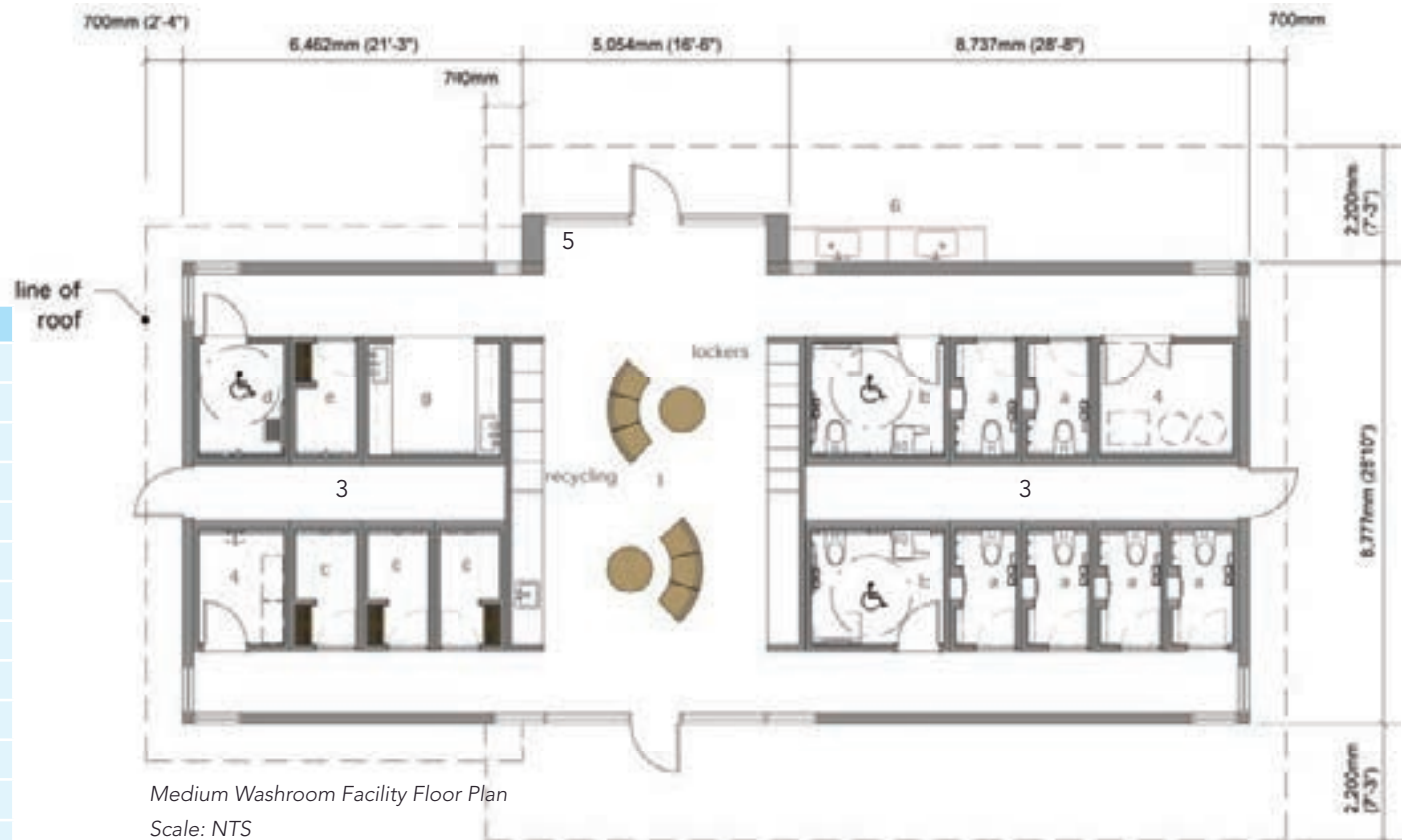 700mm (2'-4")
700mm
6,462mm (21'-3")
5,054mm (16'-6")
8,737mm (28'-8")
2,200mm
(7'-3")
6
5
line of
roof
lockers
d
e
g
a
a
4
recycling
1
3
3
8,777mm (28'10")
4
c
c
a
a
a
a
2,200mm
(7'-3")
Medium Washroom Facility Floor Plan
Scale: NTS